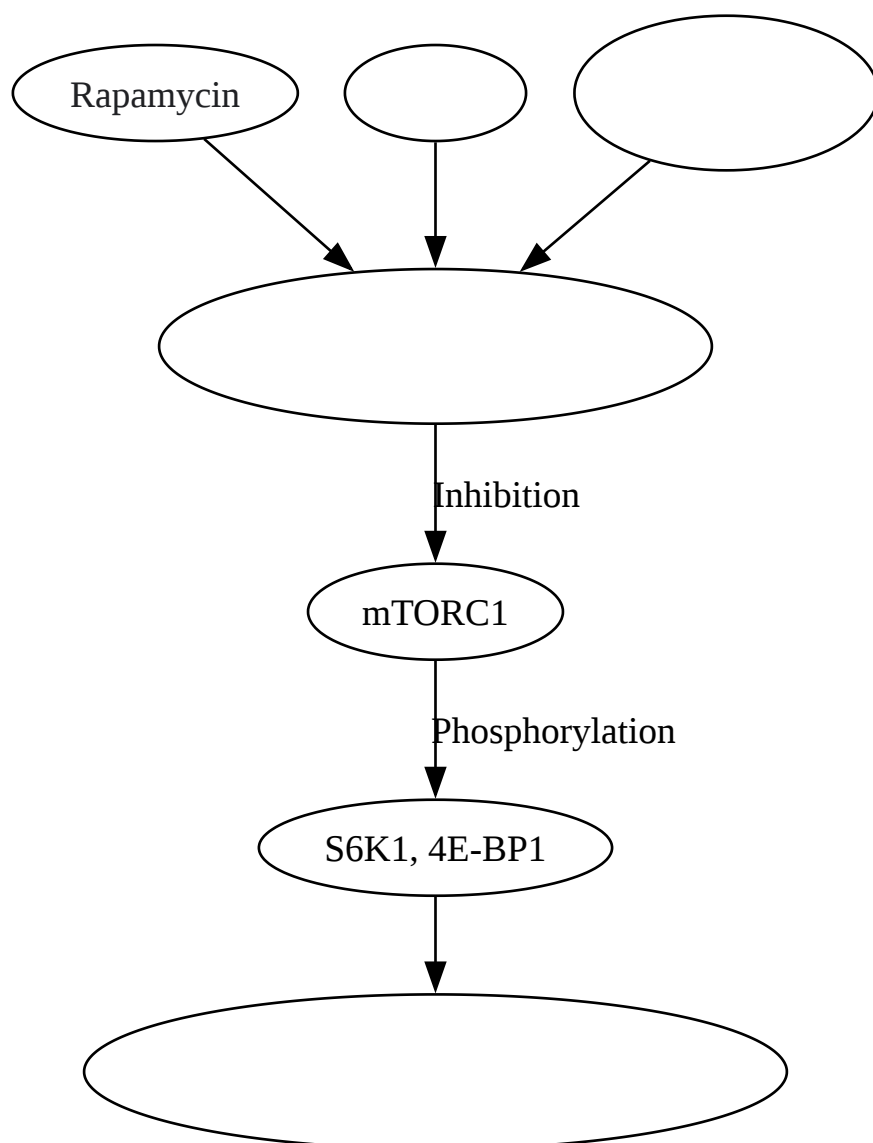 Rapamycin
Inhibition
mTORC1
Phosphorylation
S6K1, 4E-BP1